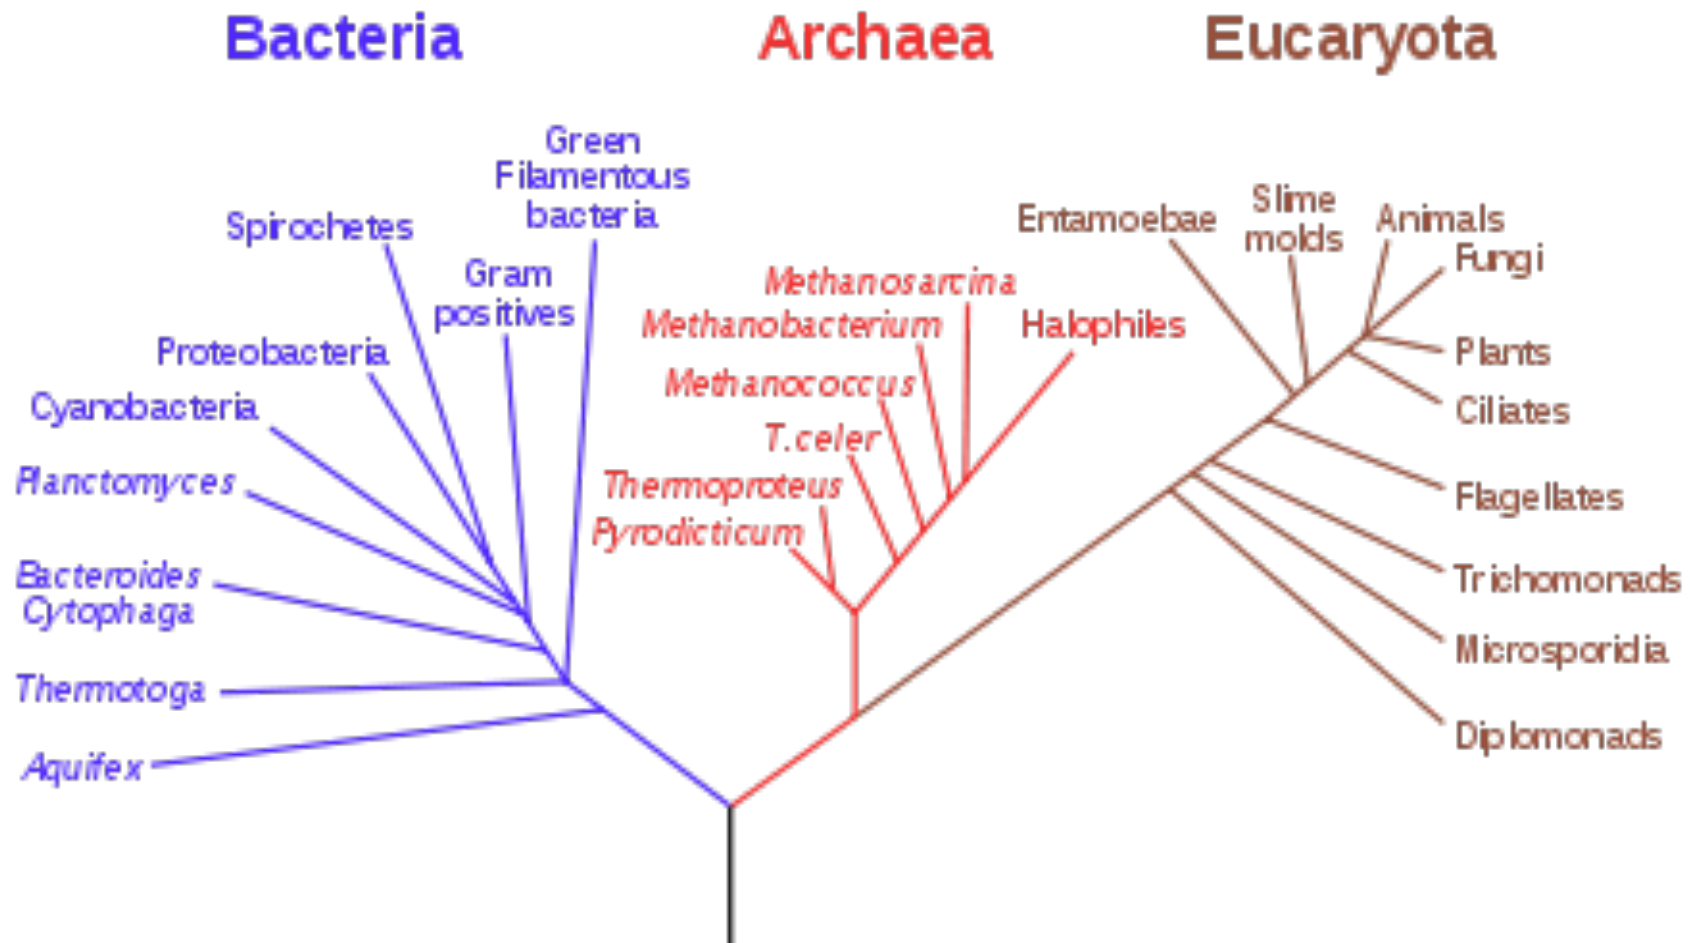 Bacteria
Archaea
Eucaryota
Green
Filamentous
bacteria
Spirochetes
Gram
positives
Proteobacteria
Cyanobacteria
Planctomyces
Bacteroides
Cytophaga
Thermotoga
Aquifex
Methanosarcina
Methanobacterium
Halophiles
Methanococcus
T.celer
Thermoproteus
Pyrodicticum
Entamoebae
Slime
molds
Animals
Fungi
Plants
Ciliates
Flagellates
Trichomonads
Microsporidia
Diplomonads